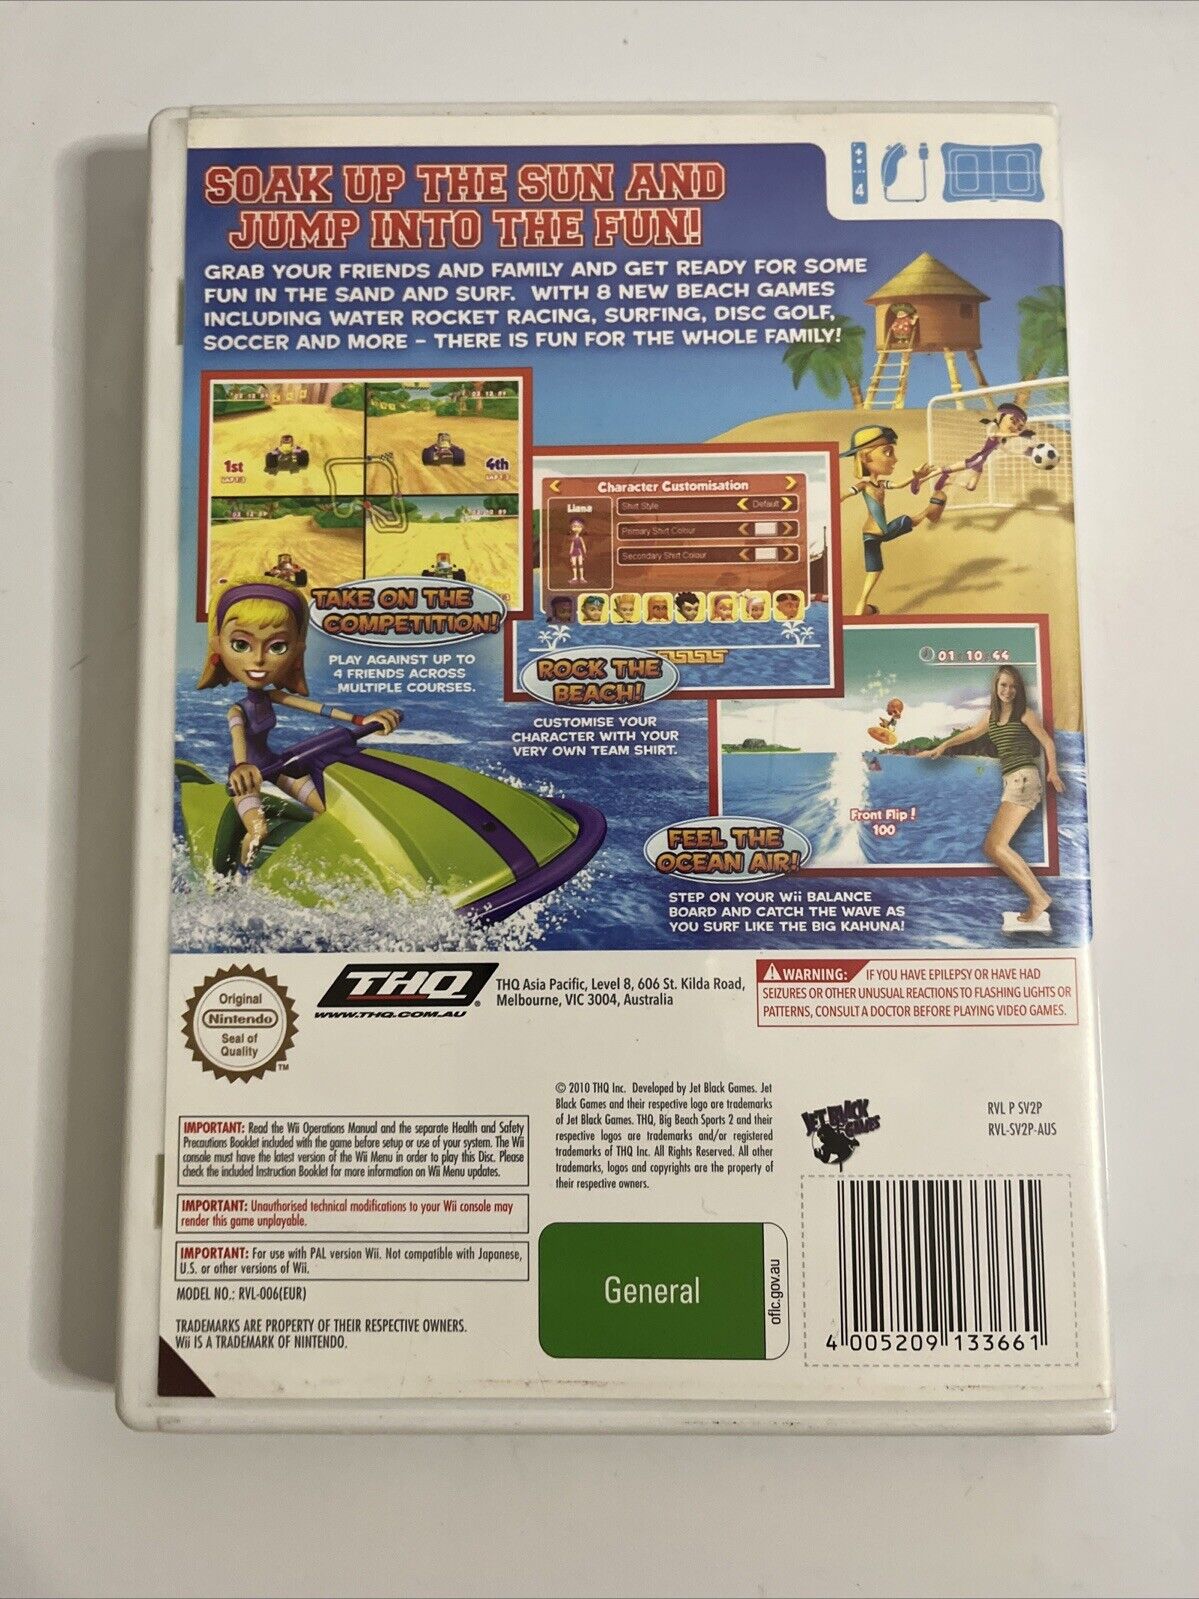 SOAK UP THE SUN AND
JUMP INTO THE FUN!
4
GRAB YOUR FRIENDS AND FAMILY AND GET READY FOR SOME
FUN IN THE SAND AND SURF. WITH 8 NEW BEACH GAMES
INCLUDING WATER ROCKET RACING, SURFING, DISC GOLF,
SOCCER AND MORE – THERE IS FUN FOR THE WHOLE FAMILY!
1st
4th
Character Customisation
Liana
Shirt Style
Default
Primary Shirt Colour
Secondary Shirt Colour
TAKE ON THE
COMPETITION!
PLAY AGAINST UP TO
4 FRIENDS ACROSS
MULTIPLE COURSES.
ROCK THE
BEACH!
CUSTOMISE YOUR
CHARACTER WITH YOUR
VERY OWN TEAM SHIRT.
01:10:44
Front Flip!
100
FEEL THE
OCEAN AIR!
STEP ON YOUR Wii BALANCE
BOARD AND CATCH THE WAVE AS
YOU SURF LIKE THE BIG KAHUNA!
Original
Nintendo
Seal of
Quality
TM
THQ®
WWW.THQ.COM.AU
THQ Asia Pacific, Level 8, 606 St. Kilda Road,
Melbourne, VIC 3004, Australia
WARNING: IF YOU HAVE EPILEPSY OR HAVE HAD
SEIZURES OR OTHER UNUSUAL REACTIONS TO FLASHING LIGHTS OR
PATTERNS, CONSULT A DOCTOR BEFORE PLAYING VIDEO GAMES.
IMPORTANT: Read the Wii Operations Manual and the separate Health and Safety
Precautions Booklet included with the game before setup or use of your system. The Wii
console must have the latest version of the Wii Menu in order to play this Disc. Please
check the included Instruction Booklet for more information on Wii Menu updates.
IMPORTANT: Unauthorised technical modifications to your Wii console may
render this game unplayable.
IMPORTANT: For use with PAL version Wii. Not compatible with Japanese,
U.S. or other versions of Wii.
MODEL NO.: RVL-006(EUR)
TRADEMARKS ARE PROPERTY OF THEIR RESPECTIVE OWNERS.
Wii IS A TRADEMARK OF NINTENDO.
© 2010 THQ Inc. Developed by Jet Black Games. Jet
Black Games and their respective logo are trademarks
of Jet Black Games. THQ, Big Beach Sports 2 and their
respective logos are trademarks and/or registered
trademarks of THQ Inc. All Rights Reserved. All other
trademarks, logos and copyrights are the property of
their respective owners.
JET BLACK
GAMES
RVL P SV2P
RVL-SV2P-AUS
General
oflc.gov.au
4 005209 133661